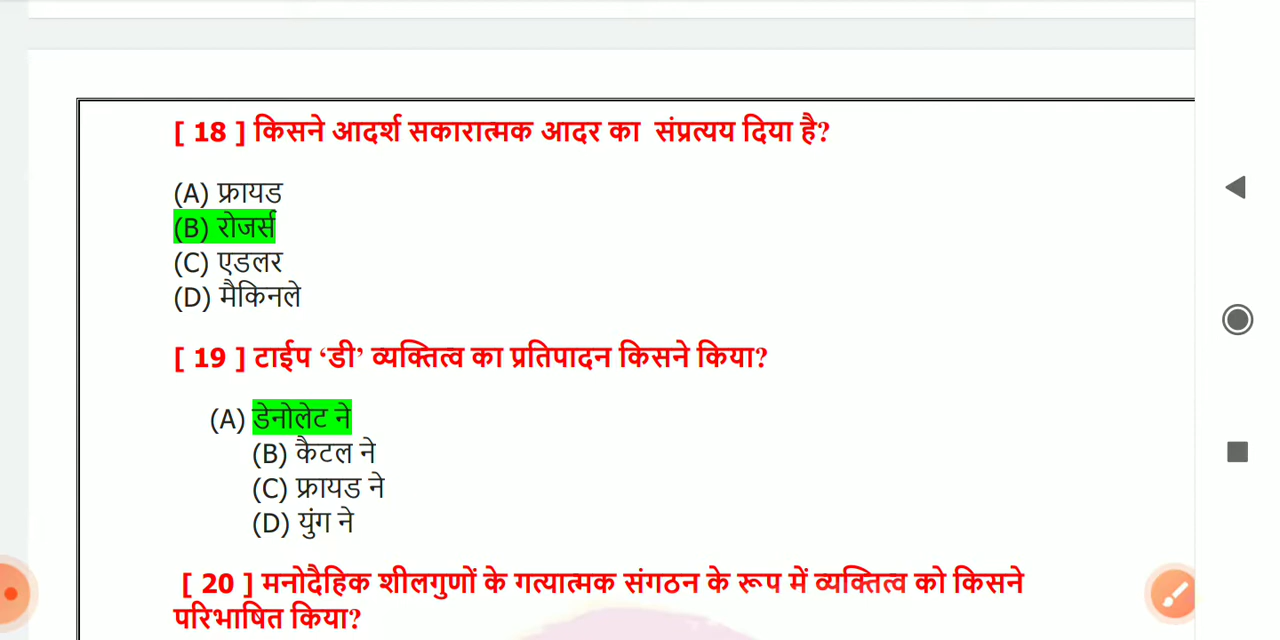 [ 18 ] किसने आदर्श सकारात्मक आदर का संप्रत्यय दिया है?
(A) फ्रायड
(B) रोजर्स
(C) एडलर
(D) मैकिनले
[ 19 ] टाईप ‘डी’ व्यक्तित्व का प्रतिपादन किसने किया?
(A) डेनोलेट ने
(B) कैटल ने
(C) फ्रायड ने
(D) युंग ने
[ 20 ] मनोदैहिक शीलगुणों के गत्यात्मक संगठन के रूप में व्यक्तित्व को किसने
परिभाषित किया?